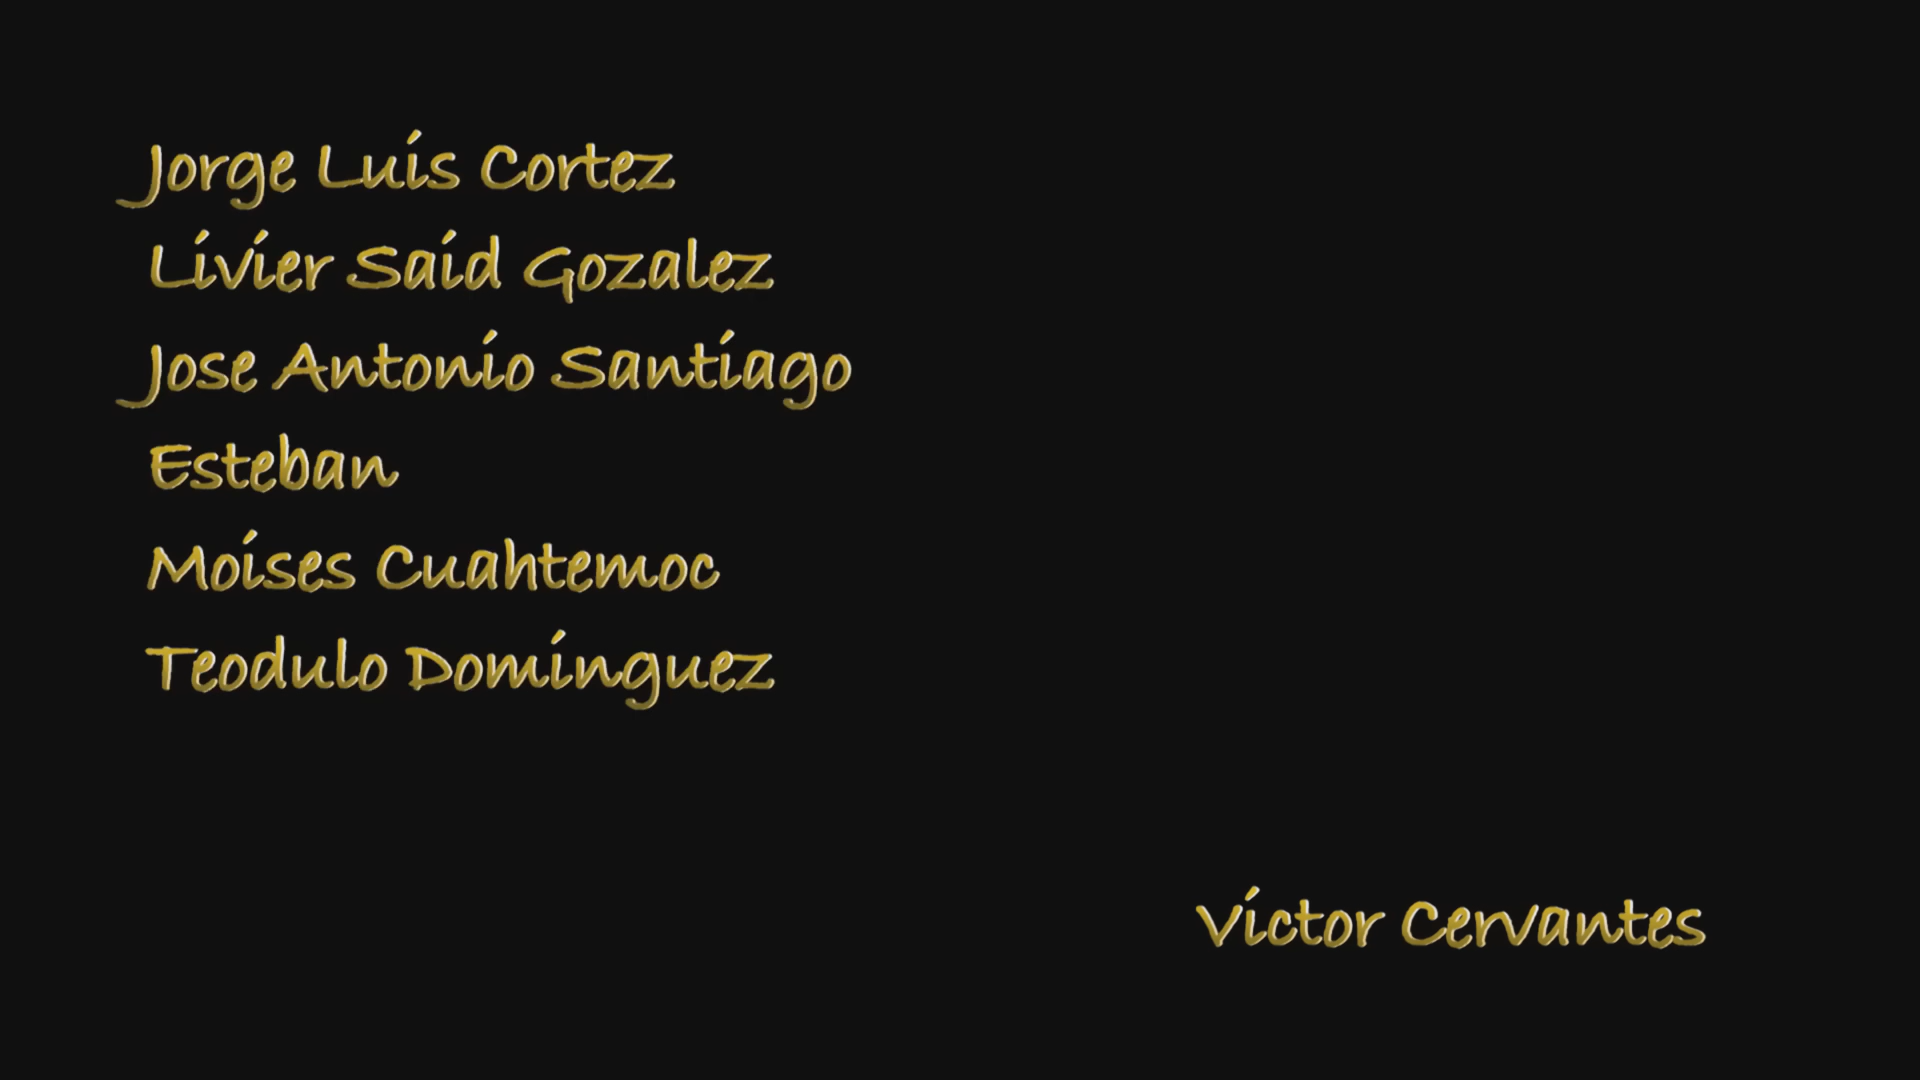 Jorge Luis Cortez
Livier Said Gozalez
Jose Antonio Santiago
Esteban
Moises Cuahtemoc
Teodulo Dominguez
Victor Cervantes